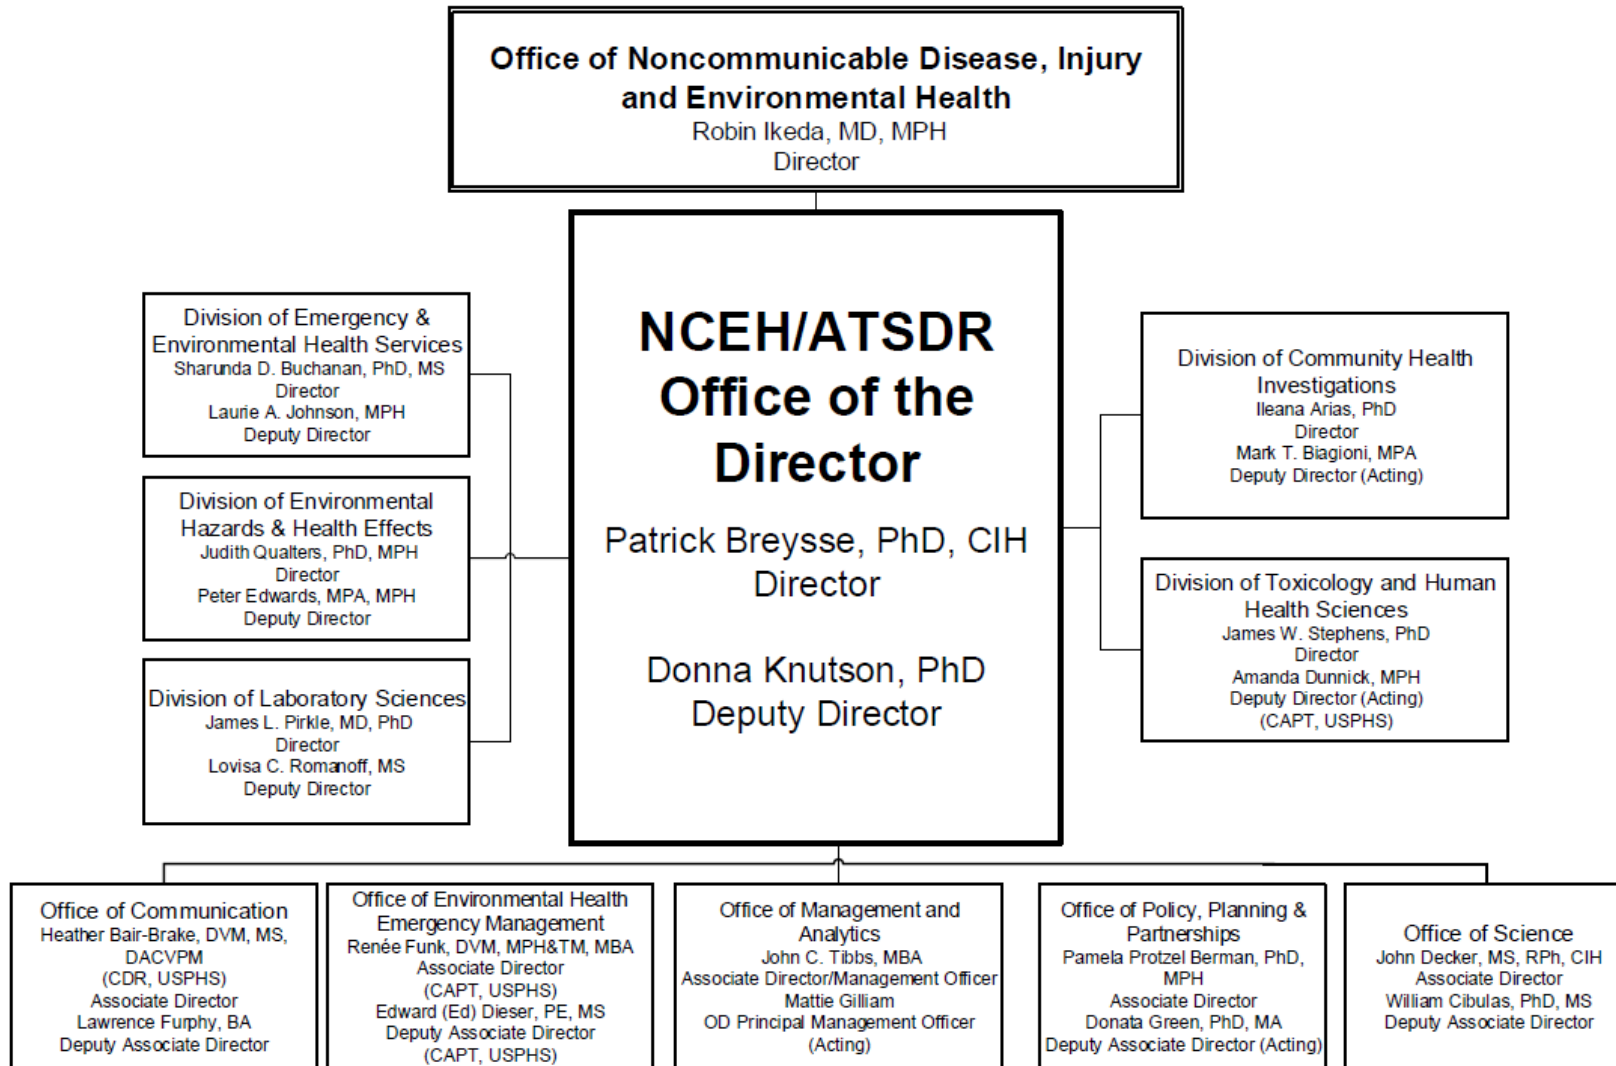 Office of Noncommunicable Disease, Injury
and Environmental Health
Robin Ikeda, MD, MPH
Director
NCEH/ATSDR
Office of the
Director
Patrick Breysse, PhD, CIH
Director
Donna Knutson, PhD
Deputy Director
Division of Emergency &
Environmental Health Services
Sharunda D. Buchanan, PhD, MS
Director
Laurie A. Johnson, MPH
Deputy Director
Division of Environmental
Hazards & Health Effects
Judith Qualters, PhD, MPH
Director
Peter Edwards, MPA, MPH
Deputy Director
Division of Laboratory Sciences
James L. Pirkle, MD, PhD
Director
Lovisa C. Romanoff, MS
Deputy Director
Division of Community Health
Investigations
Ileana Arias, PhD
Director
Mark T. Biagioni, MPA
Deputy Director (Acting)
Division of Toxicology and Human
Health Sciences
James W. Stephens, PhD
Director
Amanda Dunnick, MPH
Deputy Director (Acting)
(CAPT, USPHS)
Office of Communication
Heather Bair-Brake, DVM, MS,
DACVPM
(CDR, USPHS)
Associate Director
Lawrence Furphy, BA
Deputy Associate Director
Office of Environmental Health
Emergency Management
Renée Funk, DVM, MPH&TM, MBA
Associate Director
(CAPT, USPHS)
Edward (Ed) Dieser, PE, MS
Deputy Associate Director
(CAPT, USPHS)
Office of Management and
Analytics
John C. Tibbs, MBA
Associate Director/Management Officer
Mattie Gilliam
OD Principal Management Officer
(Acting)
Office of Policy, Planning &
Partnerships
Pamela Protzel Berman, PhD,
MPH
Associate Director
Donata Green, PhD, MA
Deputy Associate Director (Acting)
Office of Science
John Decker, MS, RPh, CIH
Associate Director
William Cibulas, PhD, MS
Deputy Associate Director